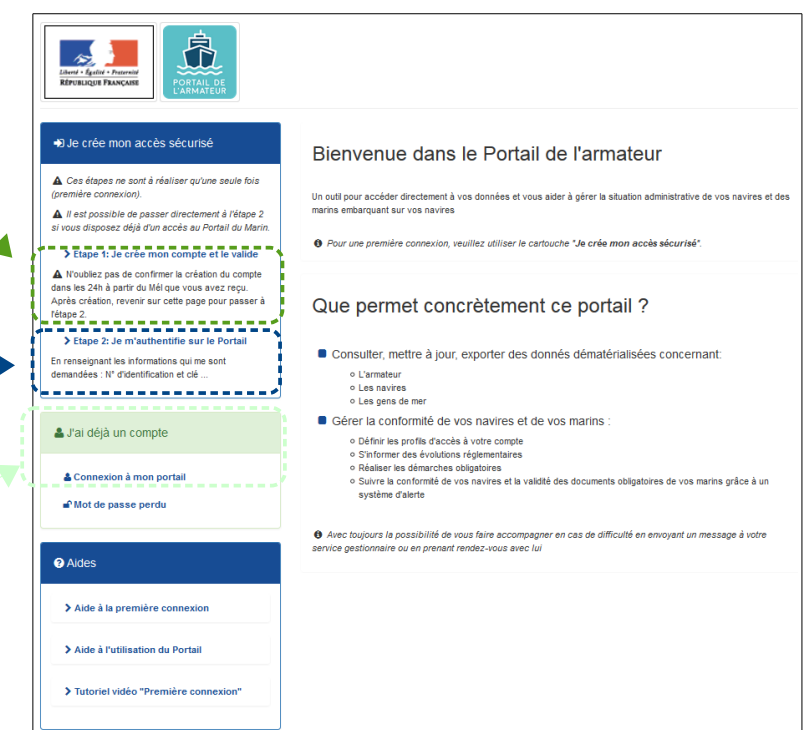 Liberté • Égalité • Fraternité
RÉPUBLIQUE FRANÇAISE
PORTAIL DE
L'ARMATEUR
Je crée mon accès sécurisé
Ces étapes ne sont à réaliser qu'une seule fois
(première connexion).
Il est possible de passer directement à l'étape 2
si vous disposez déjà d'un accès au Portail du Marin.
Etape 1: Je crée mon compte et le valide
N'oubliez pas de confirmer la création du compte
dans les 24h à partir du Mél que vous avez reçu.
Après création, revenir sur cette page pour passer à
l'étape 2.
Etape 2: Je m'authentifie sur le Portail
En renseignant les informations qui me sont
demandées : N° d'identification et clé ...
J'ai déjà un compte
Connexion à mon portail
Mot de passe perdu
Aides
Aide à la première connexion
Aide à l'utilisation du Portail
Tutoriel vidéo "Première connexion"
Bienvenue dans le Portail de l'armateur
Un outil pour accéder directement à vos données et vous aider à gérer la situation administrative de vos navires et des
marins embarquant sur vos navires
Pour une première connexion, veuillez utiliser le cartouche "Je crée mon accès sécurisé".
Que permet concrètement ce portail ?
Consulter, mettre à jour, exporter des donnés dématérialisées concernant:
L'armateur
Les navires
Les gens de mer
Gérer la conformité de vos navires et de vos marins :
Définir les profils d'accès à votre compte
S'informer des évolutions réglementaires
Réaliser les démarches obligatoires
Suivre la conformité de vos navires et la validité des documents obligatoires de vos marins grâce à un
système d'alerte
Avec toujours la possibilité de vous faire accompagner en cas de difficulté en envoyant un message à votre
service gestionnaire ou en prenant rendez-vous avec lui